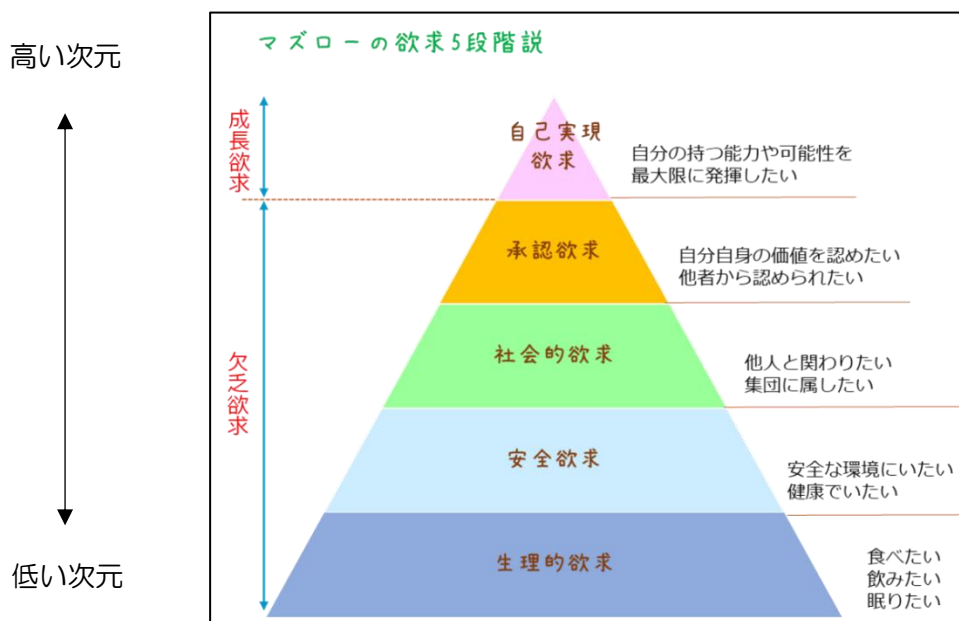 高い次元
低い次元
マズローの欲求5段階説
成長欲求
欠乏欲求
自己実現
欲求
自分の持つ能力や可能性を
最大限に発揮したい
承認欲求
自分自身の価値を認めたい
他者から認められたい
社会的欲求
他人と関わりたい
集団に属したい
安全欲求
安全な環境にいたい
健康でいたい
生理的欲求
食べたい
飲みたい
眠りたい